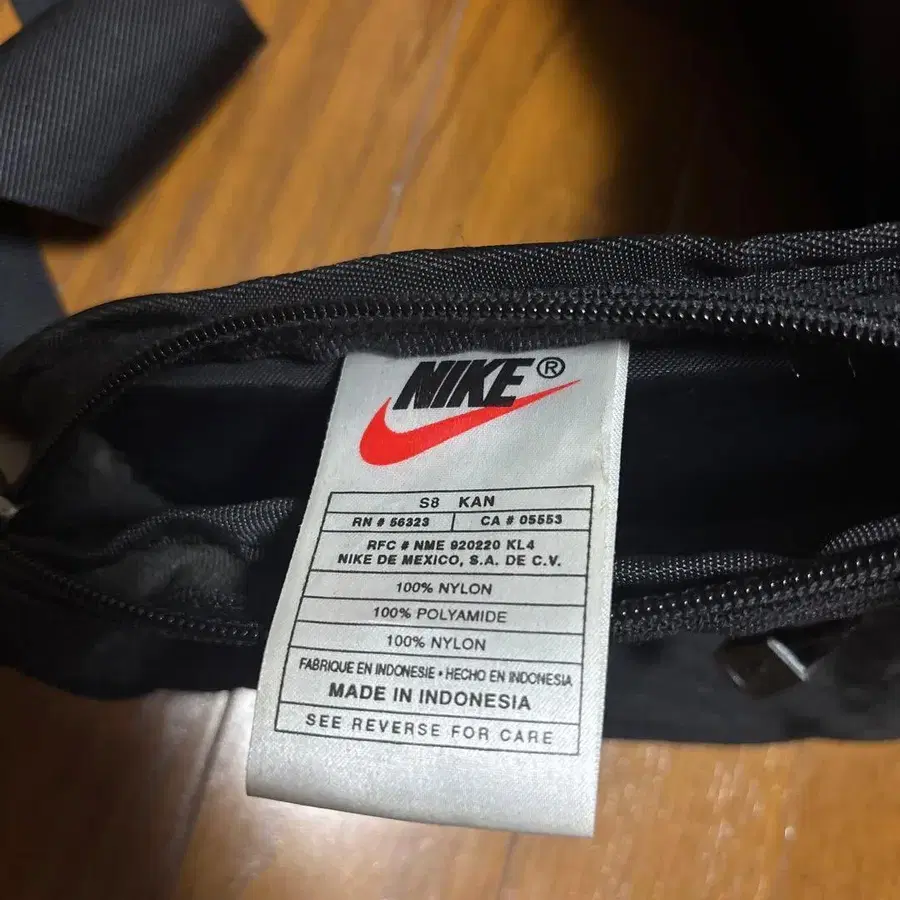 NIKE®
S8 KAN
RN # 56323 CA # 05553
RFC # NME 920220 KL4
NIKE DE MEXICO, S.A. DE C.V.
100% NYLON
100% POLYAMIDE
100% NYLON
FABRIQUE EN INDONESIE • HECHO EN INDONESIA
MADE IN INDONESIA
SEE REVERSE FOR CARE